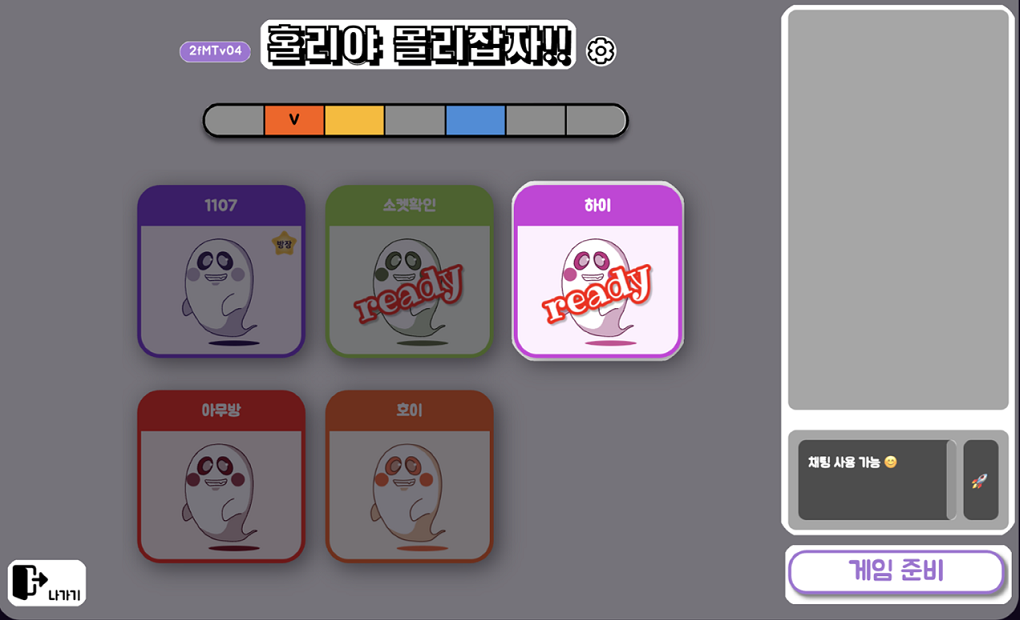 2fMTv04
홀리야 몰리잡자!!
V
1107
소켓확인
하이
방장
ready
ready
아무방
호이
채팅 사용 가능 😊
🚀
나가기
게임 준비